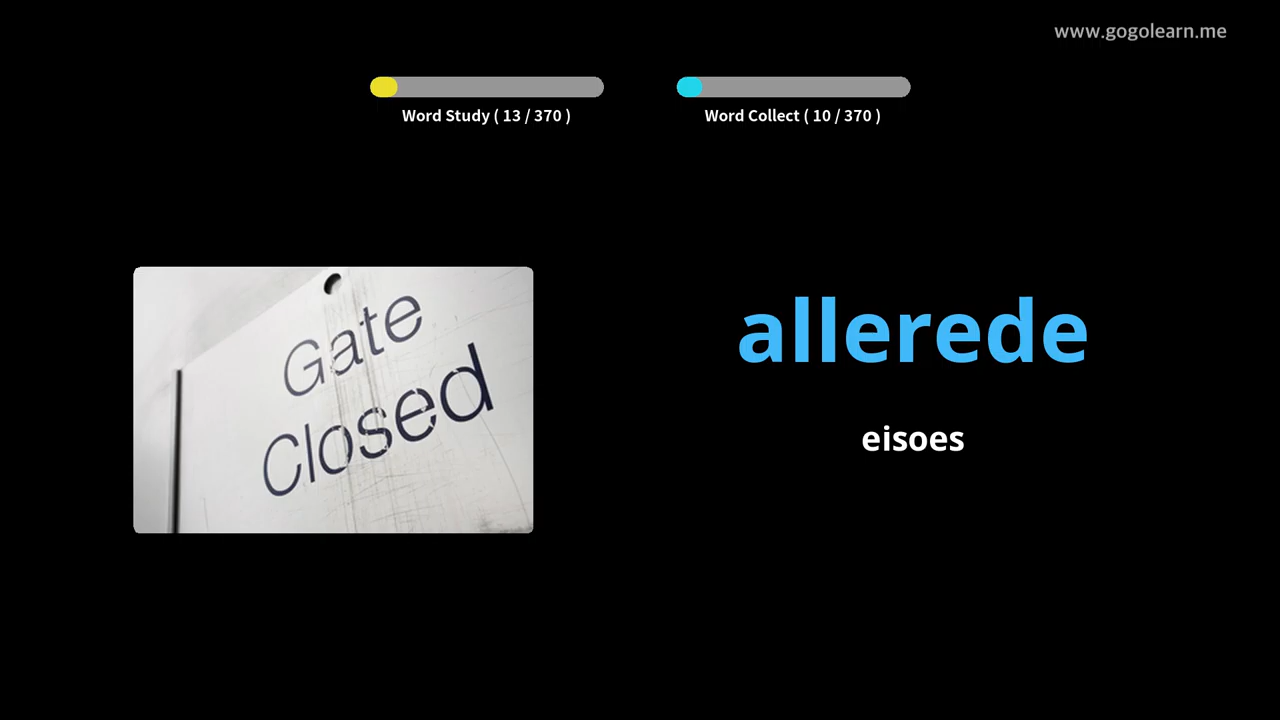 www.gogolearn.me
Word Study ( 13 / 370 )
Word Collect ( 10 / 370 )
Gate
Closed
allerede
eisoes